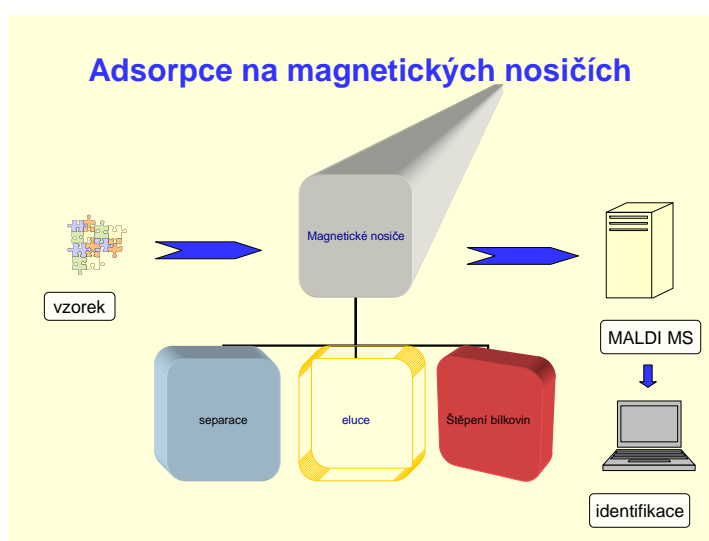 Adsorpce na magnetických nosičích
Magnetické nosiče
vzorek
MALDI MS
separace
eluce
Štěpení bílkovin
identifikace